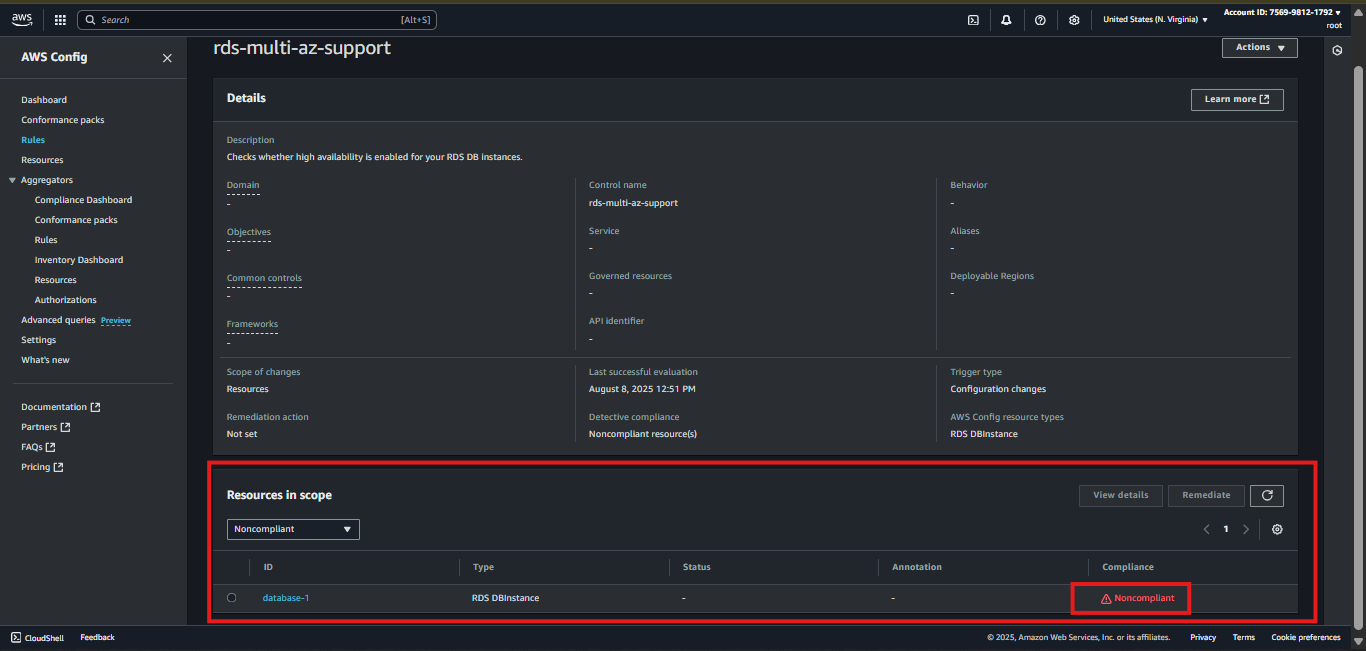 aws
Search [Alt+S]
United States (N. Virginia)
Account ID: 7569-9812-1792
root
AWS Config
Dashboard
Conformance packs
Rules
Resources
Aggregators
Compliance Dashboard
Conformance packs
Rules
Inventory Dashboard
Resources
Authorizations
Advanced queries Preview
Settings
What's new
Documentation
Partners
FAQs
Pricing
rds-multi-az-support
Actions
Details
Learn more
Description
Checks whether high availability is enabled for your RDS DB instances.
Domain
-
Objectives
-
Common controls
-
Frameworks
-
Control name
rds-multi-az-support
Service
-
Governed resources
-
API identifier
-
Behavior
-
Aliases
-
Deployable Regions
-
Scope of changes
Resources
Remediation action
Not set
Last successful evaluation
August 8, 2025 12:51 PM
Detective compliance
Noncompliant resource(s)
Trigger type
Configuration changes
AWS Config resource types
RDS DBInstance
Resources in scope
View details Remediate
Noncompliant
1
ID Type Status Annotation Compliance
database-1 RDS DBInstance - - Noncompliant
CloudShell Feedback © 2025, Amazon Web Services, Inc. or its affiliates. Privacy Terms Cookie preferences